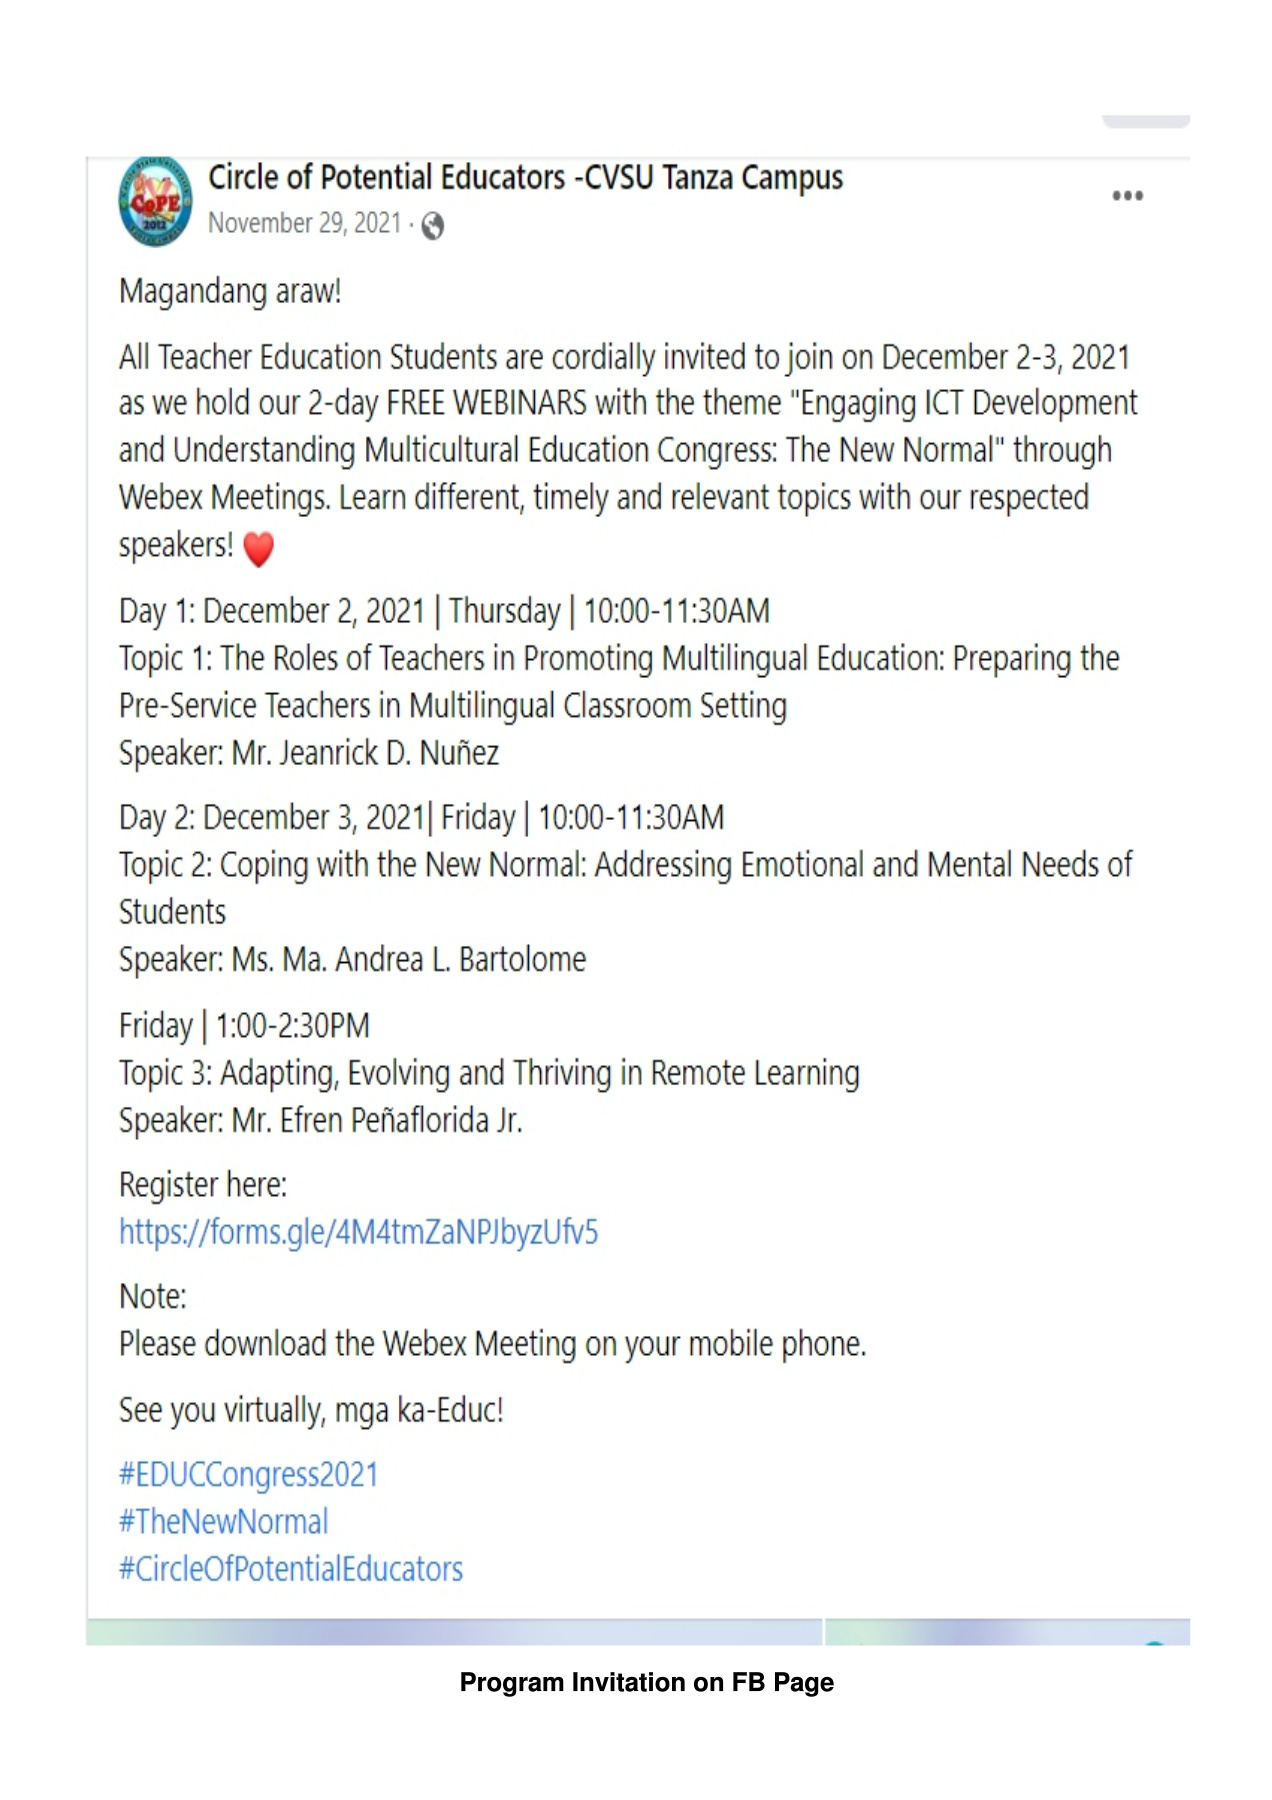 CoPE
2012
Circle of Potential Educators -CVSU Tanza Campus
November 29, 2021 ·
Magandang araw!
All Teacher Education Students are cordially invited to join on December 2-3, 2021
as we hold our 2-day FREE WEBINARS with the theme "Engaging ICT Development
and Understanding Multicultural Education Congress: The New Normal" through
Webex Meetings. Learn different, timely and relevant topics with our respected
speakers! ❤️
Day 1: December 2, 2021 | Thursday | 10:00-11:30AM
Topic 1: The Roles of Teachers in Promoting Multilingual Education: Preparing the
Pre-Service Teachers in Multilingual Classroom Setting
Speaker: Mr. Jeanrick D. Nuñez
Day 2: December 3, 2021| Friday | 10:00-11:30AM
Topic 2: Coping with the New Normal: Addressing Emotional and Mental Needs of
Students
Speaker: Ms. Ma. Andrea L. Bartolome
Friday | 1:00-2:30PM
Topic 3: Adapting, Evolving and Thriving in Remote Learning
Speaker: Mr. Efren Peñaflorida Jr.
Register here:
https://forms.gle/4M4tmZaNPJbyzUfv5
Note:
Please download the Webex Meeting on your mobile phone.
See you virtually, mga ka-Educ!
#EDUCCongress2021
#TheNewNormal
#CircleOfPotentialEducators
Program Invitation on FB Page